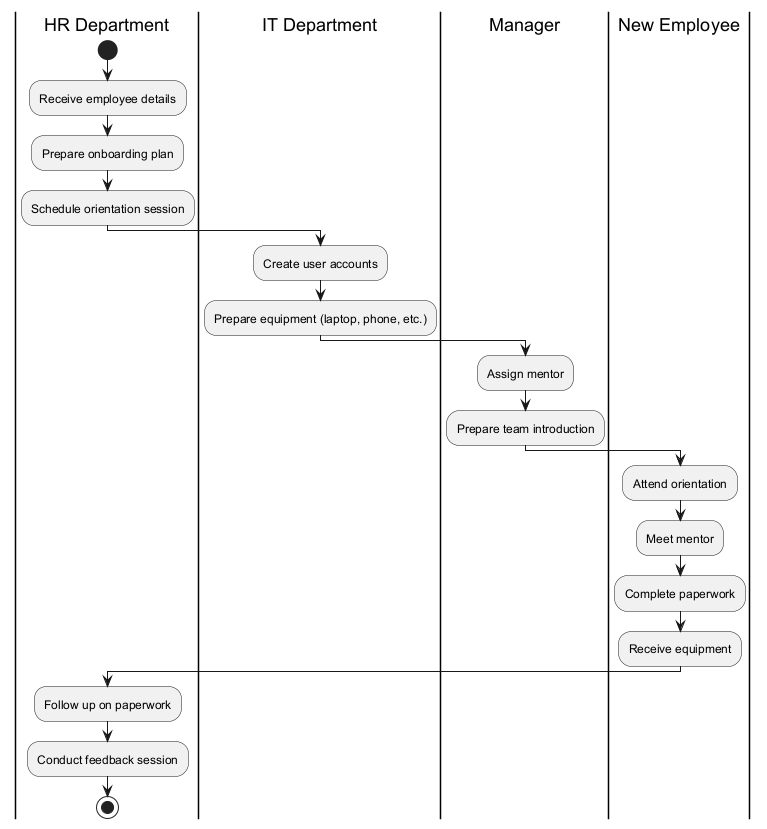 HR Department
IT Department
Manager
New Employee
Receive employee details
Prepare onboarding plan
Schedule orientation session
Create user accounts
Prepare equipment (laptop, phone, etc.)
Assign mentor
Prepare team introduction
Attend orientation
Meet mentor
Complete paperwork
Receive equipment
Follow up on paperwork
Conduct feedback session